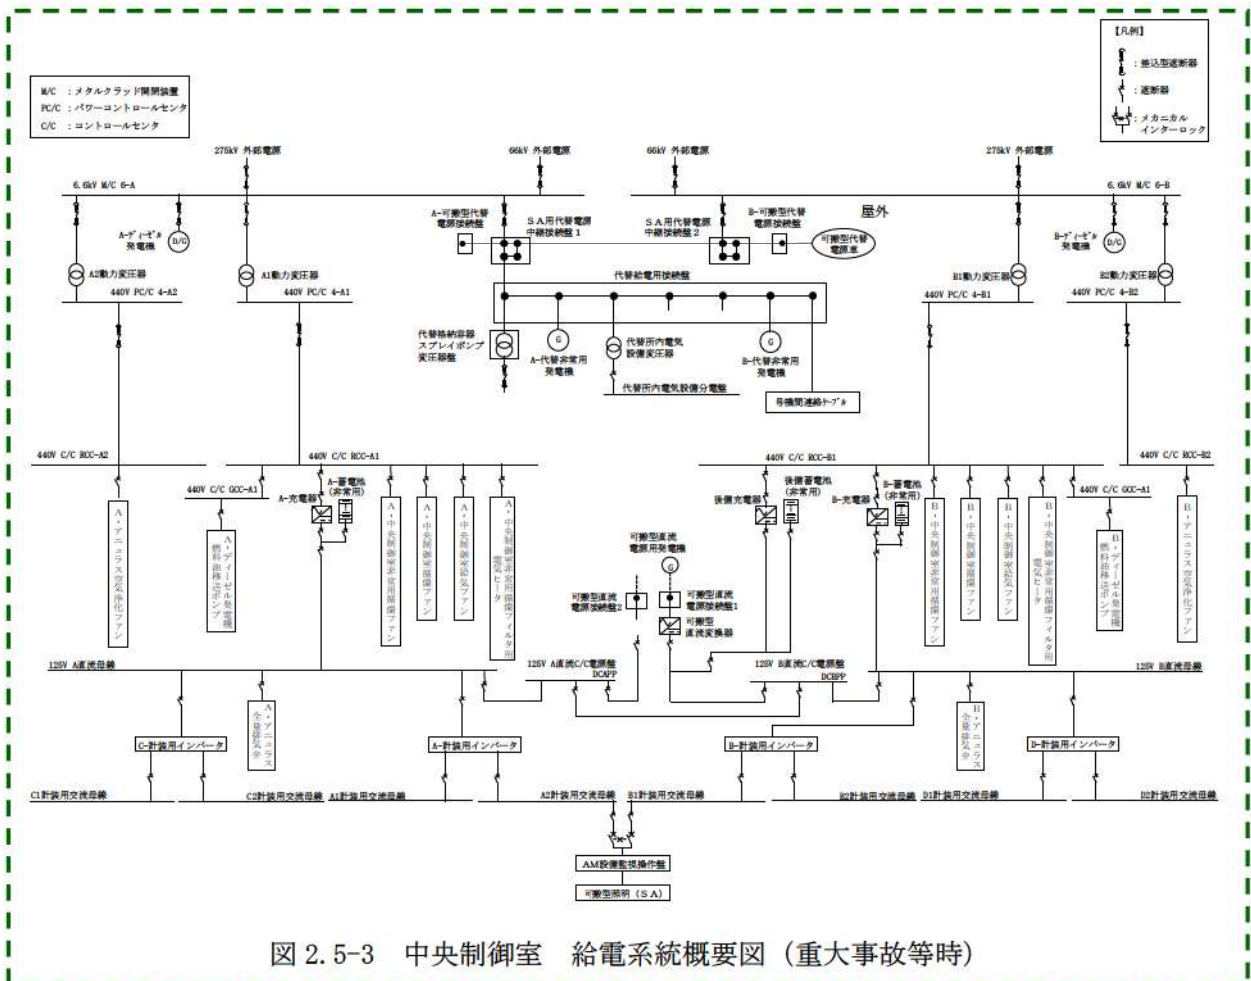 【凡例】
：差込型遮断器
：遮断器
：メカニカル
インターロック
M/C ：メタルクラッド開閉装置
PC/C ：パワーコントロールセンタ
C/C ：コントロールセンタ
275kV 外部電源
66kV 外部電源
66kV 外部電源
275kV 外部電源
6.6kV M/C 6-A
6.6kV M/C 6-B
屋外
A-ディーゼル
発電機
D/G
A-可搬型代替
電源接続盤
SA用代替電源
中継接続盤1
SA用代替電源
中継接続盤2
B-可搬型代替
電源接続盤
可搬型代替
電源車
B-ディーゼル
発電機
D/G
A2動力変圧器
A1動力変圧器
代替給電用接続盤
B1動力変圧器
B2動力変圧器
440V PC/C 4-A2
440V PC/C 4-A1
440V PC/C 4-B1
440V PC/C 4-B2
代替格納容器
スプレイポンプ
変圧器盤
G
A-代替非常用
発電機
代替所内電気
設備変圧器
G
B-代替非常用
発電機
代替所内電気設備分電盤
号機間連絡ケーブル
440V C/C RCC-A2
440V C/C RCC-A1
440V C/C RCC-B1
440V C/C RCC-B2
440V C/C GCC-A1
A-充電器
A-蓄電池
(非常用)
後備充電器
後備蓄電池
(非常用)
B-充電器
B-蓄電池
(非常用)
440V C/C GCC-A1
A・アニュラス空気浄化ファン
A・ディーゼル発電機
燃料油移送ポンプ
A・中央制御室非常用循環ファン
A・中央制御室循環ファン
A・中央制御室給気ファン
A・中央制御室非常用循環フィルタ用
電気ヒータ
B・中央制御室非常用循環ファン
B・中央制御室循環ファン
B・中央制御室給気ファン
B・中央制御室非常用循環フィルタ用
電気ヒータ
B・ディーゼル発電機
燃料油移送ポンプ
B・アニュラス空気浄化ファン
可搬型直流
電源用発電機
G
可搬型直流
電源接続盤2
可搬型直流
電源接続盤1
可搬型
直流変換器
125V A直流母線
125V A直流C/C電源盤
DCAPP
125V B直流C/C電源盤
DCBPP
125V B直流母線
A・アニュラス
全量排気弁
B・アニュラス
全量排気弁
C-計装用インバータ
A-計装用インバータ
B-計装用インバータ
D-計装用インバータ
C1計装用交流母線
C2計装用交流母線
A1計装用交流母線
A2計装用交流母線
B1計装用交流母線
B2計装用交流母線
D1計装用交流母線
D2計装用交流母線
AM設備監視操作盤
可搬型照明（SA）
図 2.5-3 中央制御室 給電系統概要図（重大事故等時）